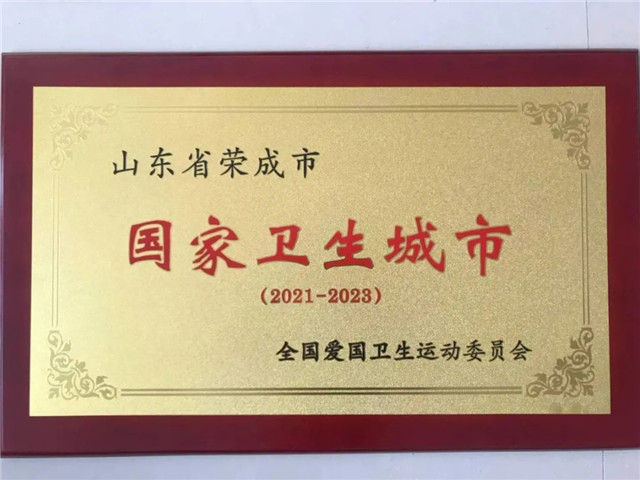 山东省荣成市
国家卫生城市
(2021-2023)
全国爱国卫生运动委员会